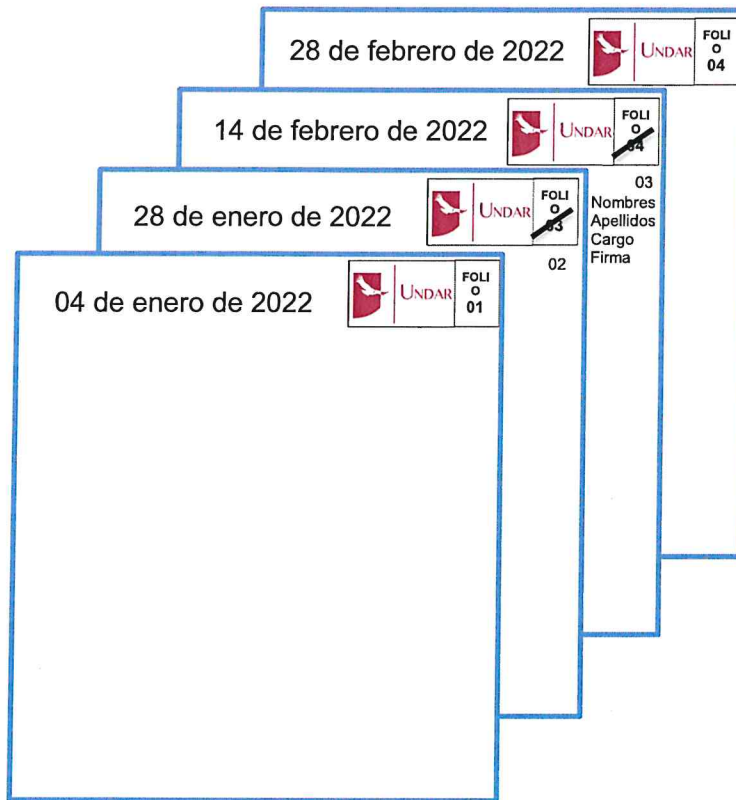 28 de febrero de 2022
UNDAR
FOLI
O
04
14 de febrero de 2022
UNDAR
FOLI
O
04
03
Nombres
Apellidos
Cargo
Firma
28 de enero de 2022
UNDAR
FOLI
O
03
02
04 de enero de 2022
UNDAR
FOLI
O
01